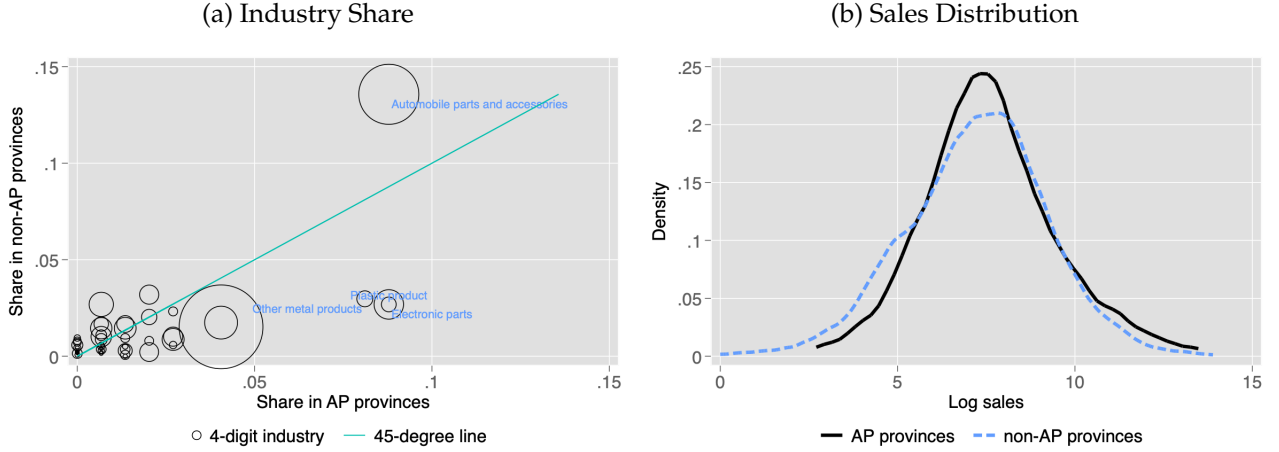 (a) Industry Share
Share in non-AP provinces
.15
.1
.05
0
Automobile parts and accessories
Plastic product
Other metal products
Electronic parts
0
.05
.1
.15
Share in AP provinces
4-digit industry
45-degree line
(b) Sales Distribution
Density
.25
.2
.15
.1
.05
0
0
5
10
15
Log sales
AP provinces
non-AP provinces